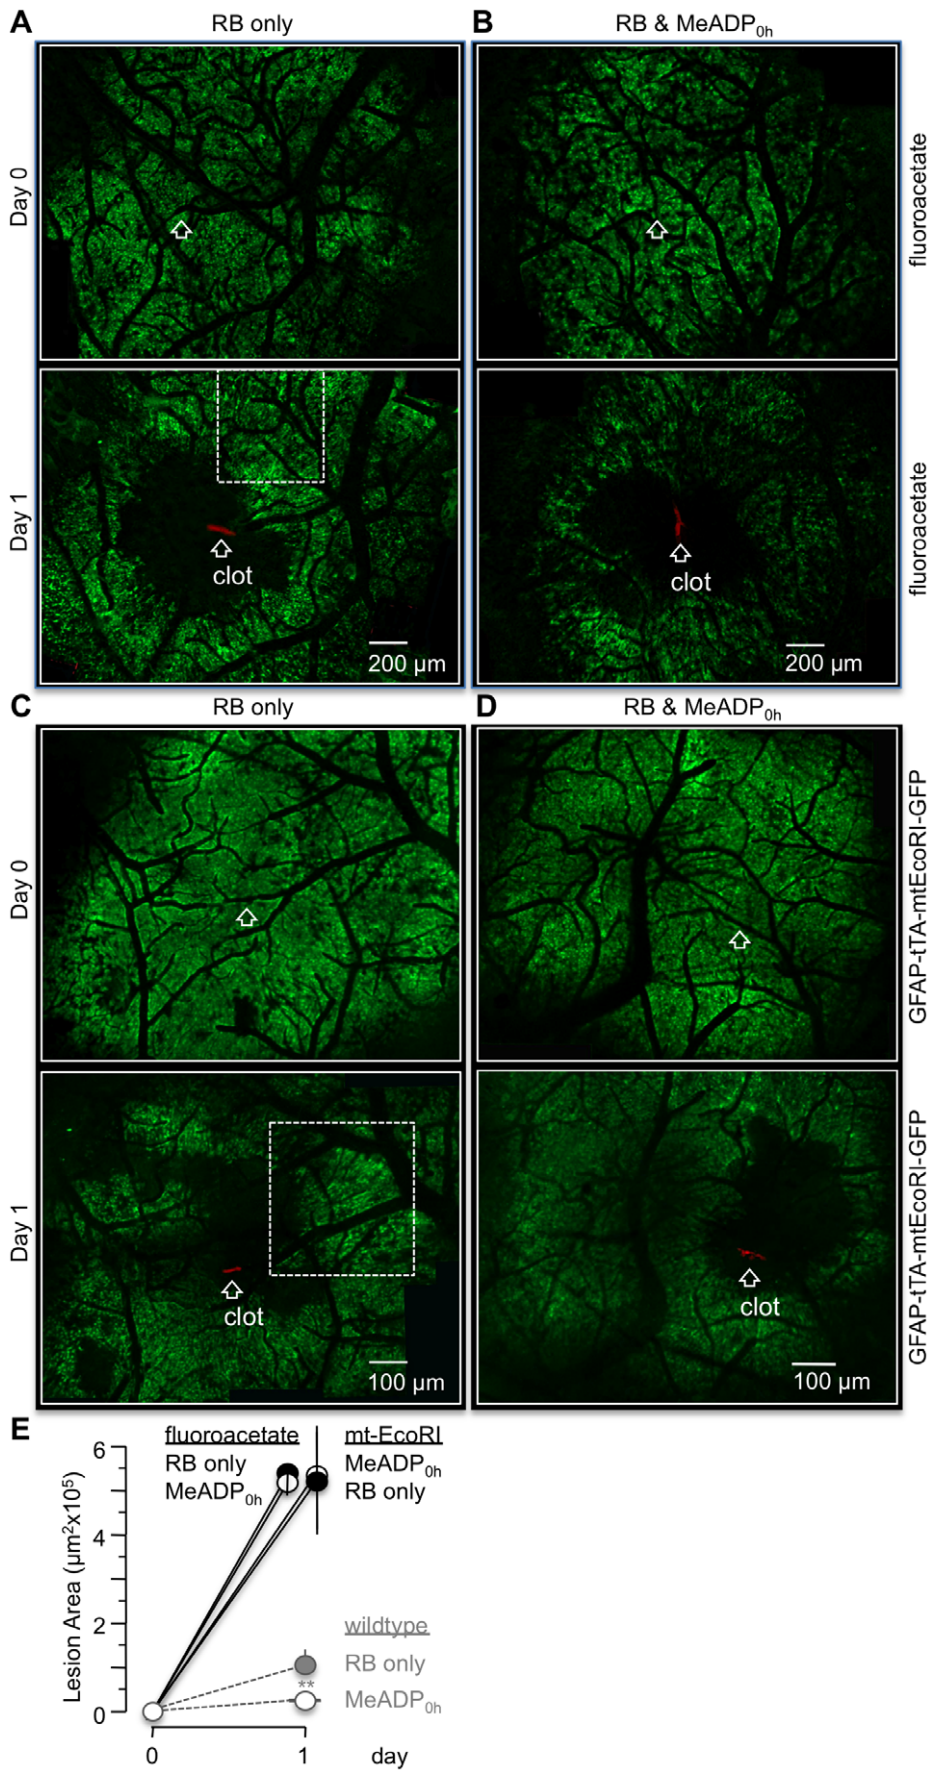 A RB only
B RB & MeADP0h
Day 0
fluoroacetate
Day 1
clot
200 µm
clot
200 µm
fluoroacetate
C RB only
D RB & MeADP0h
Day 0
GFAP-tTA-mtEcoRI-GFP
Day 1
clot
100 µm
clot
100 µm
GFAP-tTA-mtEcoRI-GFP
E
Lesion Area (µm2x105)
6
4
2
0
fluoroacetate
RB only
MeADP0h
mt-EcoRI
MeADP0h
RB only
wildtype
RB only
**
MeADP0h
0 1 day